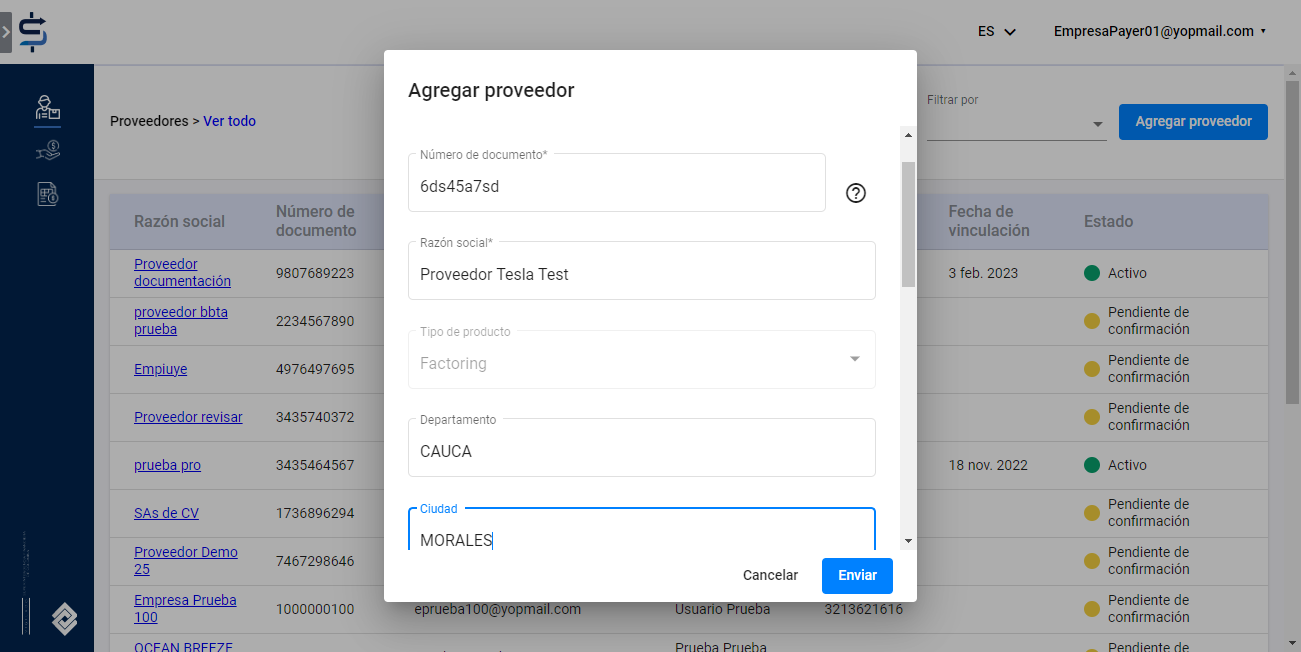 ES
EmpresaPayer01@yopmail.com
Proveedores > Ver todo
Filtrar por
Agregar proveedor
Agregar proveedor
Número de documento*
6ds45a7sd
Razón social*
Proveedor Tesla Test
Tipo de producto
Factoring
Departamento
CAUCA
Ciudad
MORALES
Cancelar
Enviar
Razón social
Número de
documento
Fecha de
vinculación
Estado
Proveedor
documentación
9807689223
3 feb. 2023
Activo
proveedor bbta
prueba
2234567890
Pendiente de
confirmación
Empiuye
4976497695
Pendiente de
confirmación
Proveedor revisar
3435740372
Pendiente de
confirmación
prueba pro
3435464567
18 nov. 2022
Activo
SAs de CV
1736896294
Pendiente de
confirmación
Proveedor Demo
25
7467298646
Pendiente de
confirmación
Empresa Prueba
100
1000000100
eprueba100@yopmail.com
Usuario Prueba
3213621616
Pendiente de
confirmación
OCEAN BREEZE
Prueba Prueba
Pendiente de